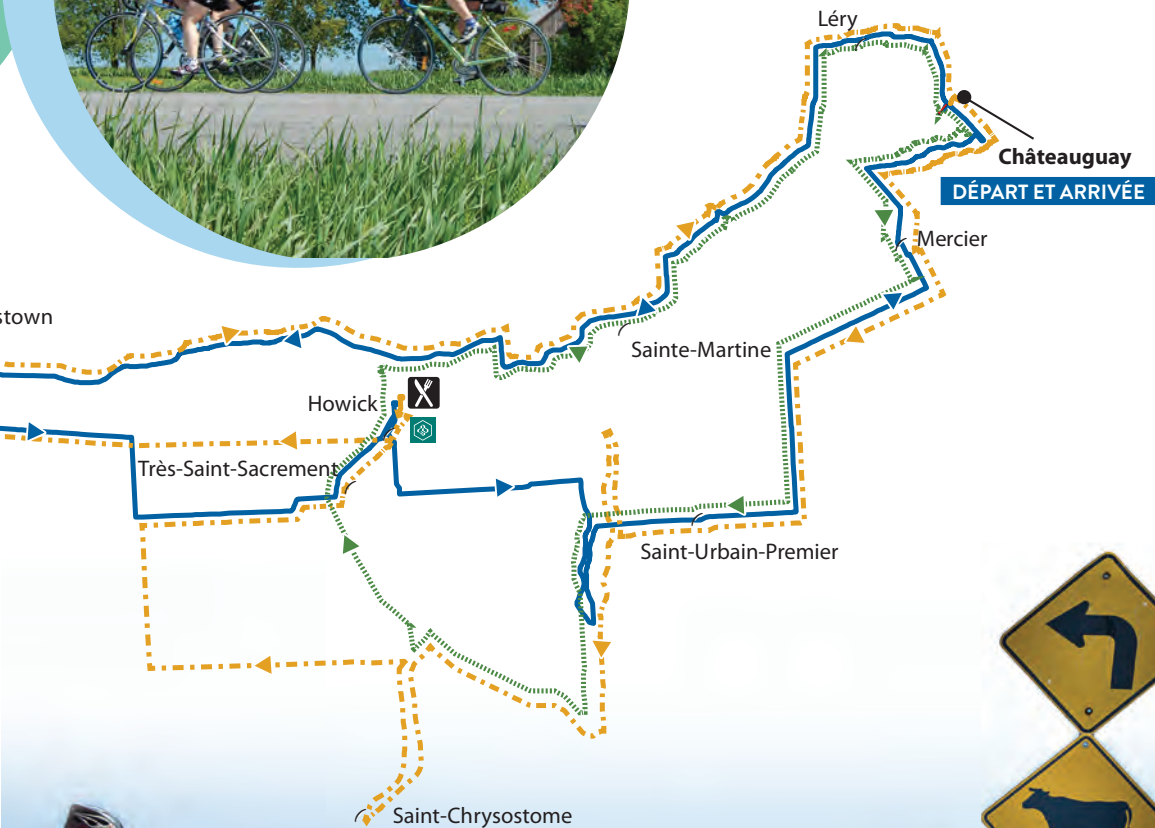 Léry
Châteauguay
DÉPART ET ARRIVÉE
Mercier
stown
Sainte-Martine
Howick
Très-Saint-Sacrement
Saint-Urbain-Premier
Saint-Chrysostome